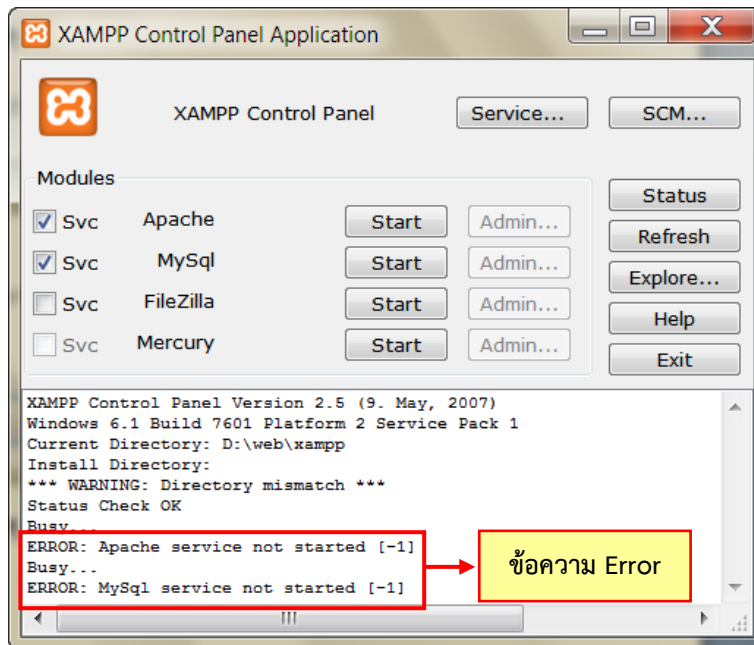 XAMPP Control Panel Application
XAMPP Control Panel
Service...
SCM...
Modules
Svc Apache Start Admin...
Svc MySql Start Admin...
Svc FileZilla Start Admin...
Svc Mercury Start Admin...
Status
Refresh
Explore...
Help
Exit
XAMPP Control Panel Version 2.5 (9. May, 2007)
Windows 6.1 Build 7601 Platform 2 Service Pack 1
Current Directory: D:\web\xampp
Install Directory:
*** WARNING: Directory mismatch ***
Status Check OK
Busy...
ERROR: Apache service not started [-1]
Busy...
ERROR: MySql service not started [-1]
ข้อความ Error